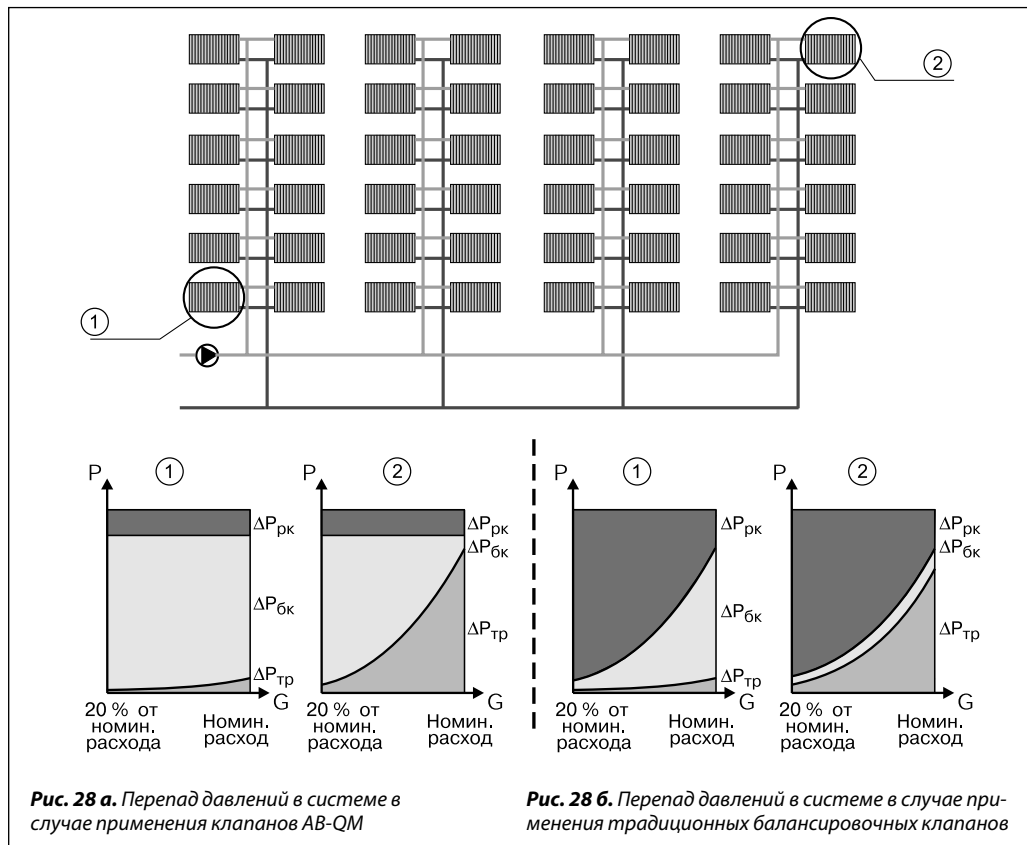 2
1
P
1
2
1
2
P
P
P
ΔPрк
ΔPбк
ΔPтр
ΔPрк
ΔPбк
ΔPтр
ΔPрк
ΔPбк
ΔPтр
ΔPрк
ΔPбк
ΔPтр
G
G
G
G
20 % от
номин.
расхода
Номин.
расход
20 % от
номин.
расхода
Номин.
расход
20 % от
номин.
расхода
Номин.
расход
20 % от
номин.
расхода
Номин.
расход
Рис. 28 а. Перепад давлений в системе в
случае применения клапанов AB-QM
Рис. 28 б. Перепад давлений в системе в случае при-
менения традиционных балансировочных клапанов